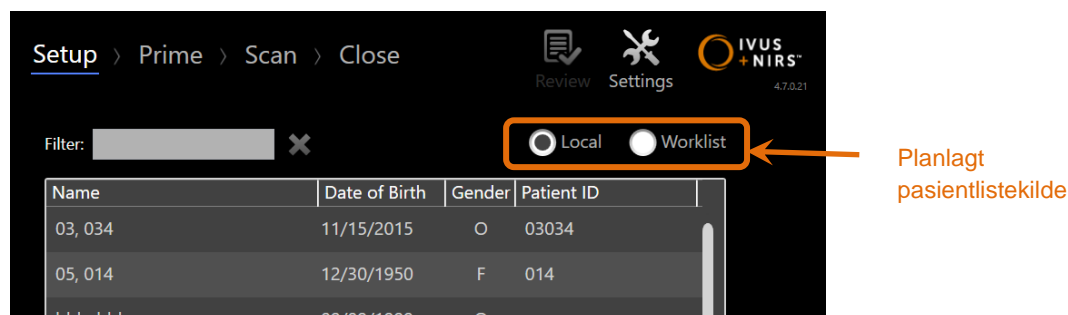 Setup › Prime › Scan › Close
Review
Settings
IVUS
+NIRS™
4.7.0.21
Filter:
Local
Worklist
Planlagt
pasientlistekilde
Name Date of Birth Gender Patient ID
03, 034 11/15/2015 O 03034
05, 014 12/30/1950 F 014